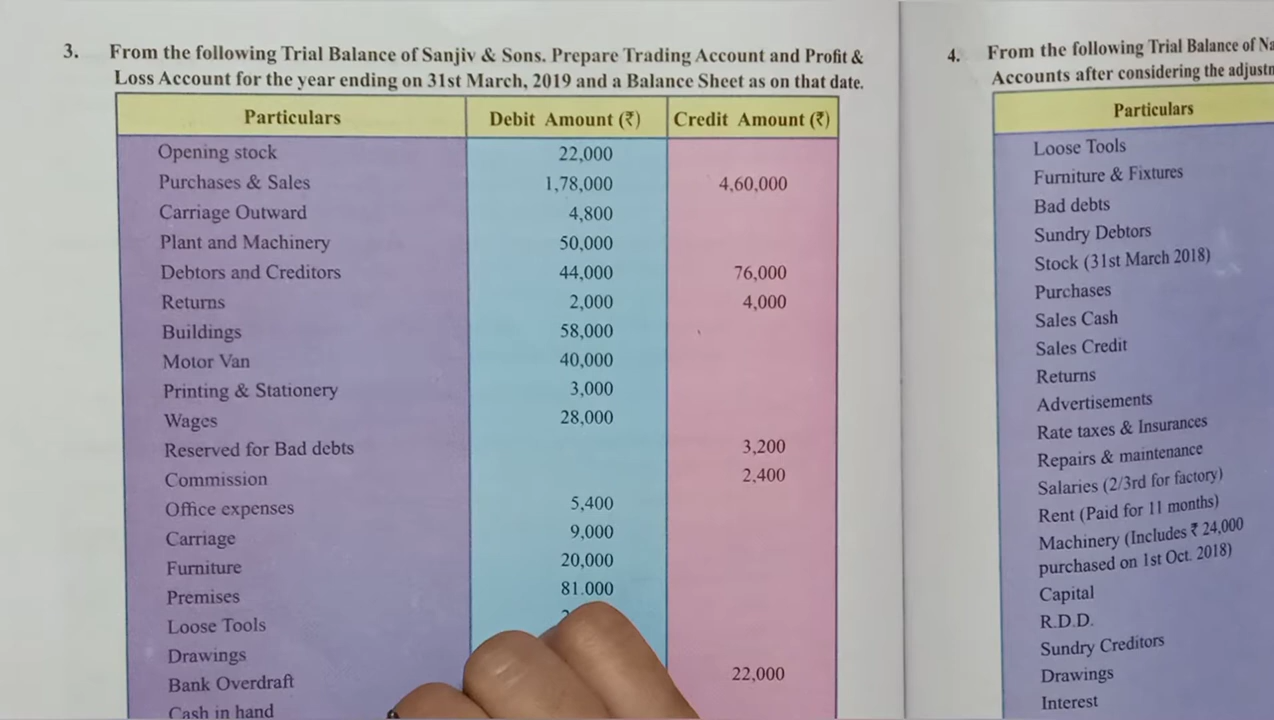 3. From the following Trial Balance of Sanjiv & Sons. Prepare Trading Account and Profit &
Loss Account for the year ending on 31st March, 2019 and a Balance Sheet as on that date.
Particulars Debit Amount (₹) Credit Amount (₹)
Opening stock 22,000
Purchases & Sales 1,78,000 4,60,000
Carriage Outward 4,800
Plant and Machinery 50,000
Debtors and Creditors 44,000 76,000
Returns 2,000 4,000
Buildings 58,000
Motor Van 40,000
Printing & Stationery 3,000
Wages 28,000
Reserved for Bad debts 3,200
Commission 2,400
Office expenses 5,400
Carriage 9,000
Furniture 20,000
Premises 81.000
Loose Tools
Drawings
Bank Overdraft 22,000
Cash in hand
4. From the following Trial Balance of
Accounts after considering the
Particulars
Loose Tools
Furniture & Fixtures
Bad debts
Sundry Debtors
Stock (31st March 2018)
Purchases
Sales Cash
Sales Credit
Returns
Advertisements
Rate taxes & Insurances
Repairs & maintenance
Salaries (2/3rd for factory)
Rent (Paid for 11 months)
Machinery (Includes ₹ 24,000
purchased on 1st Oct. 2018)
Capital
R.D.D.
Sundry Creditors
Drawings
Interest